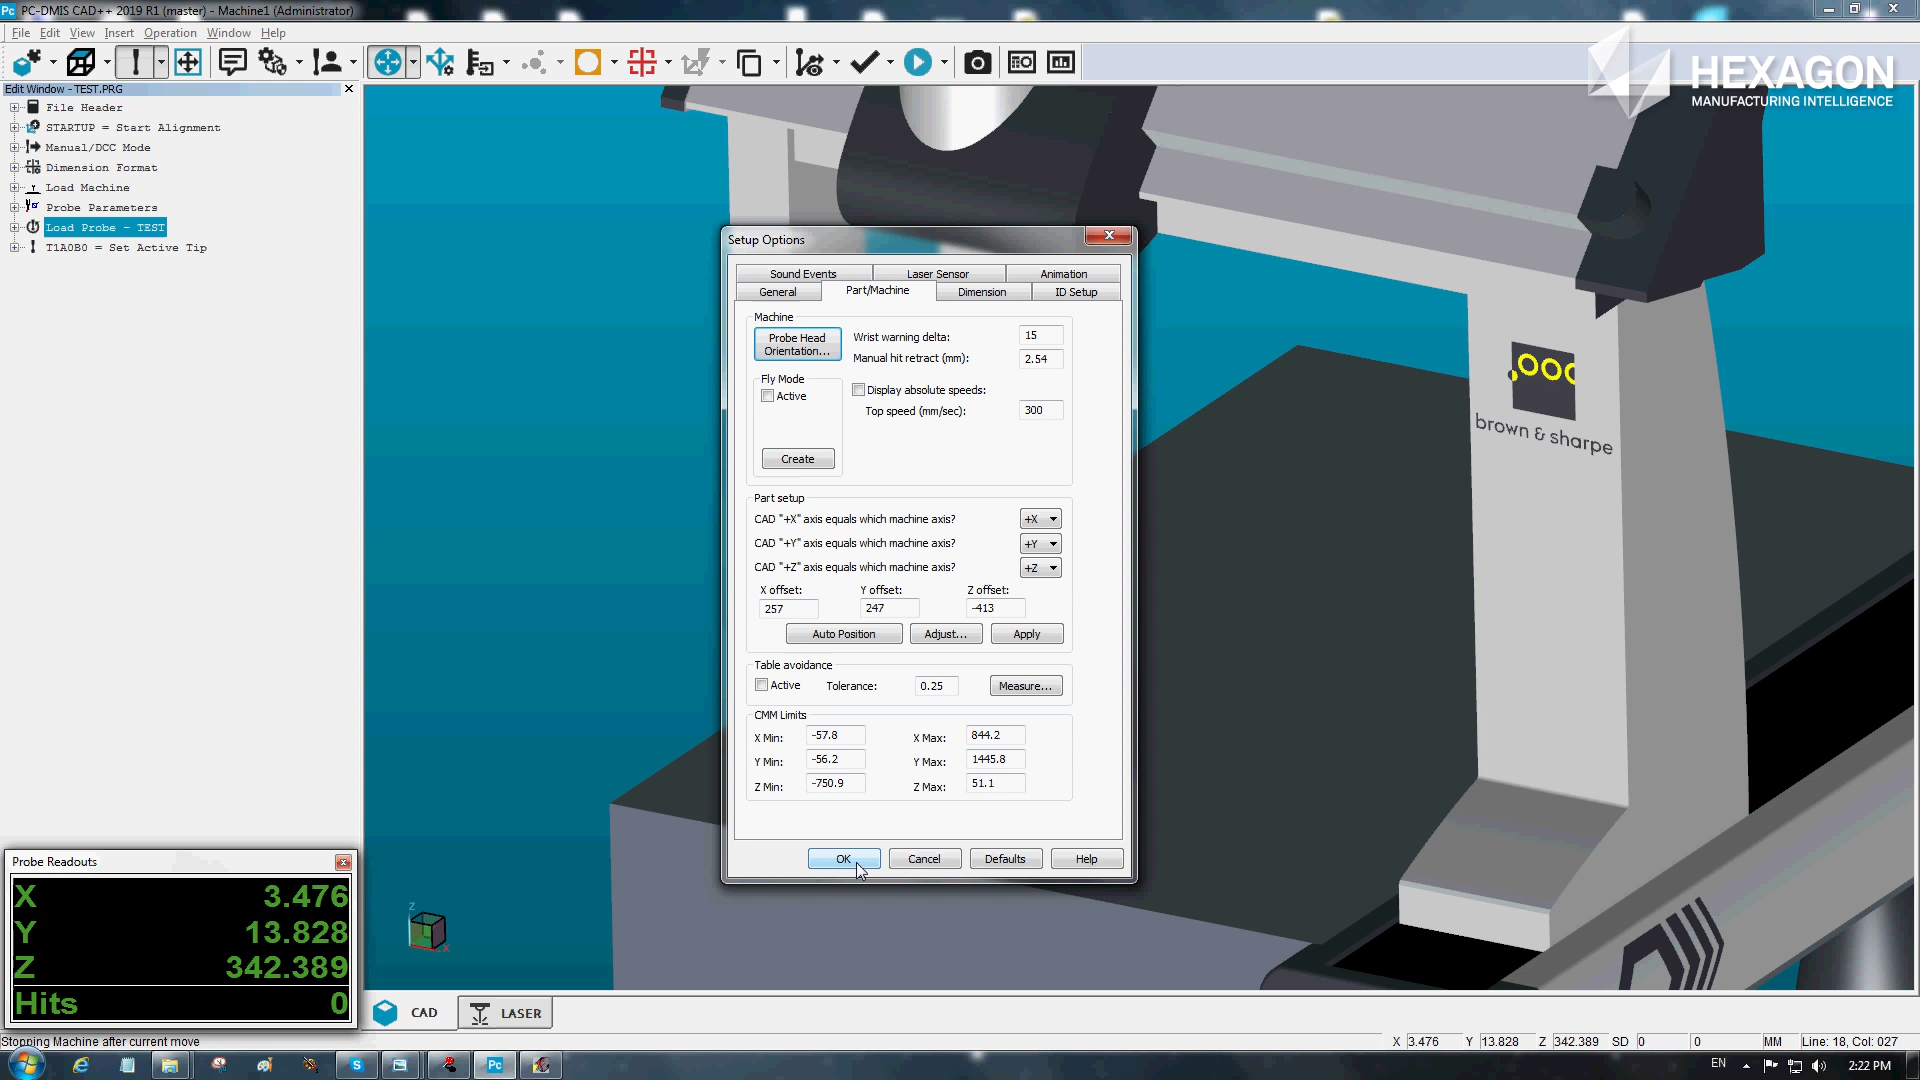 PC-DMIS CAD++ 2019 R1 (master) - Machine1 (Administrator)
File Edit View Insert Operation Window Help
HEXAGON
MANUFACTURING INTELLIGENCE
Edit Window - TEST.PRG
File Header
STARTUP = Start Alignment
Manual/DCC Mode
Dimension Format
Load Machine
Probe Parameters
Load Probe - TEST
T1A0B0 = Set Active Tip
Setup Options
Sound Events Laser Sensor Animation
General Part/Machine Dimension ID Setup
Machine
Probe Head Orientation...
Wrist warning delta: 15
Manual hit retract (mm): 2.54
Fly Mode
Active
Display absolute speeds:
Top speed (mm/sec): 300
Create
Part setup
CAD "+X" axis equals which machine axis? +X
CAD "+Y" axis equals which machine axis? +Y
CAD "+Z" axis equals which machine axis? +Z
X offset: Y offset: Z offset:
257 247 -413
Auto Position Adjust... Apply
Table avoidance
Active Tolerance: 0.25 Measure...
CMM Limits
X Min: -57.8 X Max: 844.2
Y Min: -56.2 Y Max: 1445.8
Z Min: -750.9 Z Max: 51.1
OK Cancel Defaults Help
brown & sharpe
Probe Readouts
X 3.476
Y 13.828
Z 342.389
Hits 0
Z
X
CAD LASER
Stopping Machine after current move
X 3.476 Y 13.828 Z 342.389 SD 0 0 MM Line: 18, Col: 027
EN 2:22 PM